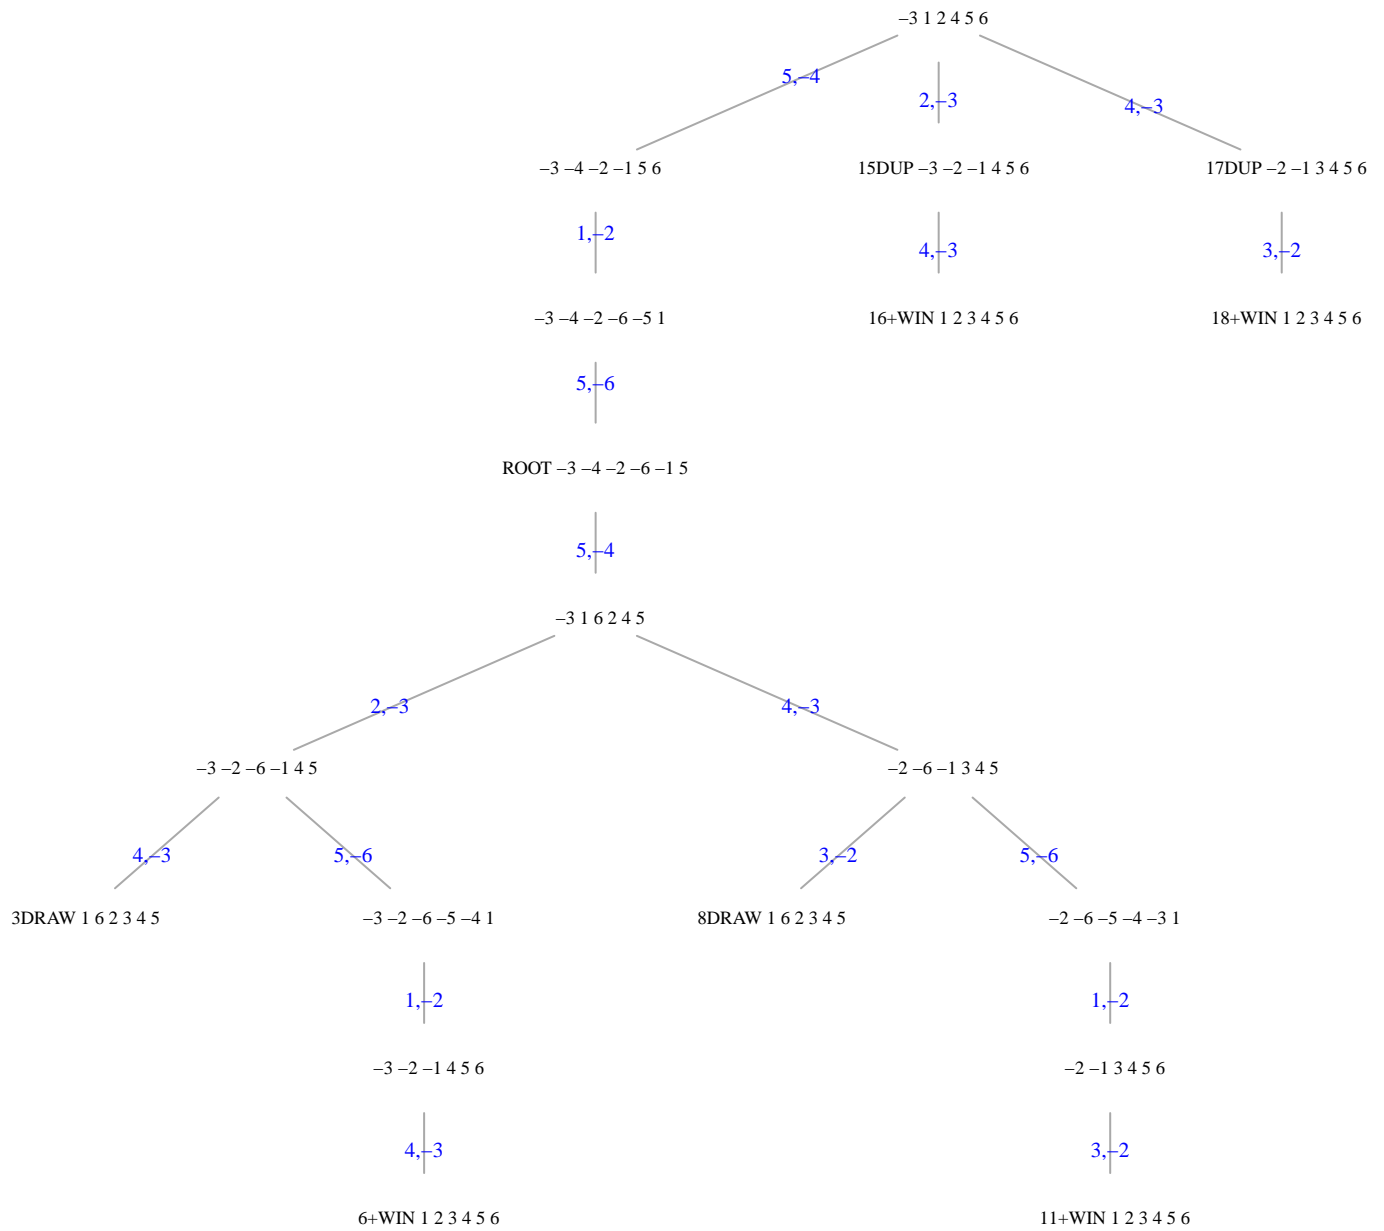 –3 1 2 4 5 6
5,–4
2,–3
4,–3
–3 –4 –2 –1 5 6
15DUP –3 –2 –1 4 5 6
17DUP –2 –1 3 4 5 6
1,–2
4,–3
3,–2
–3 –4 –2 –6 –5 1
16+WIN 1 2 3 4 5 6
18+WIN 1 2 3 4 5 6
5,–6
ROOT –3 –4 –2 –6 –1 5
5,–4
–3 1 6 2 4 5
2,–3
4,–3
–3 –2 –6 –1 4 5
–2 –6 –1 3 4 5
4,–3
5,–6
3,–2
5,–6
3DRAW 1 6 2 3 4 5
–3 –2 –6 –5 –4 1
8DRAW 1 6 2 3 4 5
–2 –6 –5 –4 –3 1
1,–2
1,–2
–3 –2 –1 4 5 6
–2 –1 3 4 5 6
4,–3
3,–2
6+WIN 1 2 3 4 5 6
11+WIN 1 2 3 4 5 6